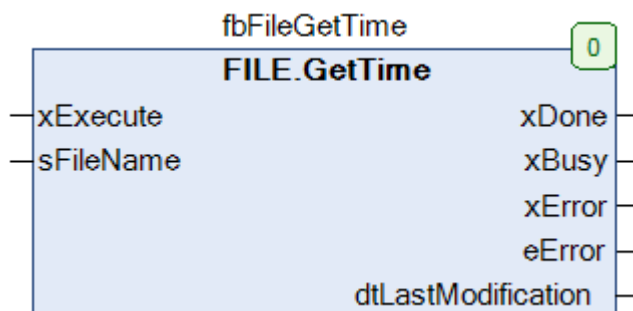 fbFileGetTime
0
FILE.GetTime
xExecute
xDone
sFileName
xBusy
xError
eError
dtLastModification